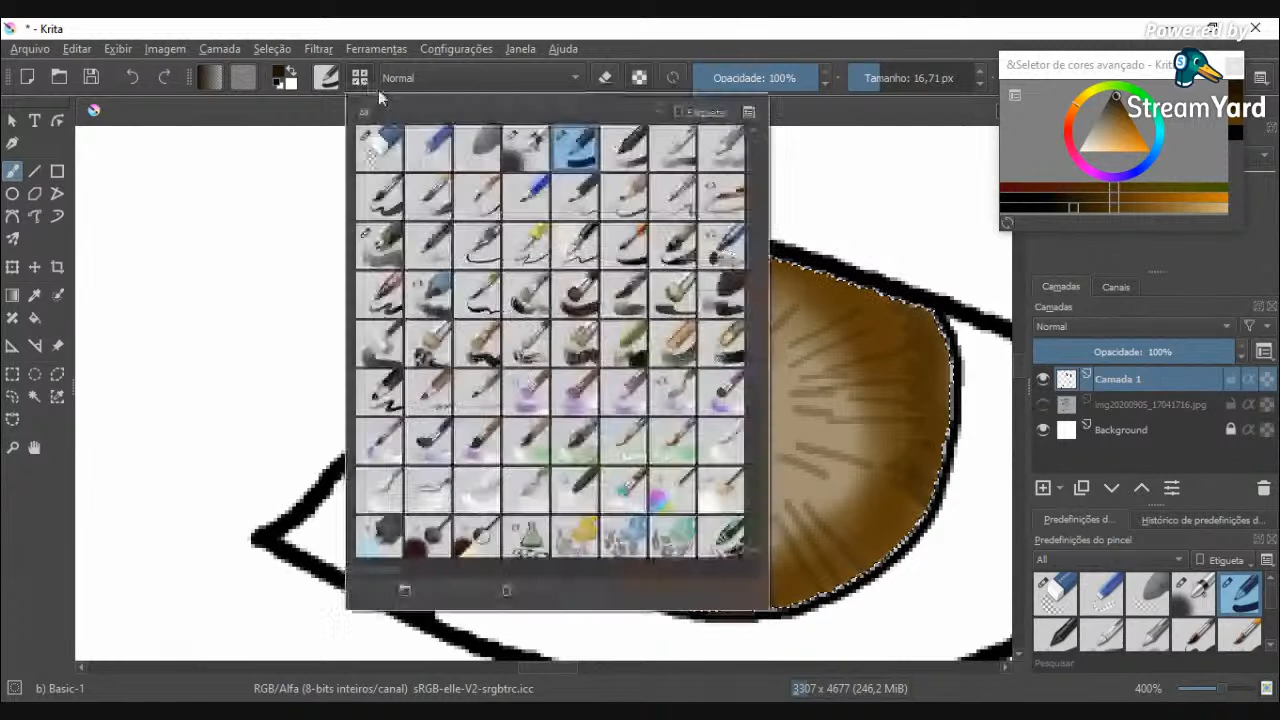 * - Krita
Powered by
StreamYard
Arquivo Editar Exibir Imagem Camada Seleção Filtrar Ferramentas Configurações Janela Ajuda
&Seletor de cores avançado - Krita
Normal
Opacidade: 100%
Tamanho: 16,71 px
All
Etiqueta
Camadas Canais
Camadas
Normal
Opacidade: 100%
Camada 1
img20200905_17041716.jpg
Background
Predefinições d... Histórico de predefinições d...
Predefinições do pincel
All
Etiqueta
Pesquisar
b) Basic-1
RGB/Alfa (8-bits inteiros/canal) sRGB-elle-V2-srgbtrc.icc
3307 x 4677 (246,2 MiB)
400%